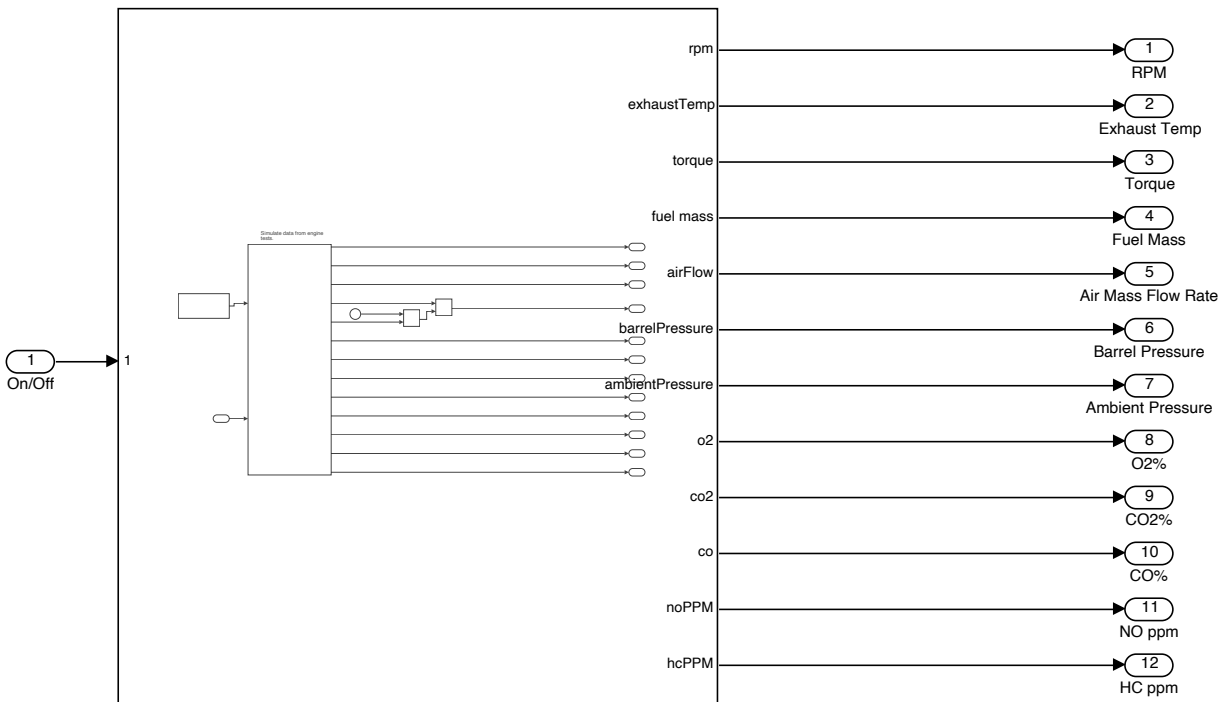 rpm
1
RPM
exhaustTemp
2
Exhaust Temp
torque
3
Torque
fuel mass
4
Fuel Mass
Simulate data from engine
tests.
airFlow
5
Air Mass Flow Rate
barrelPressure
6
Barrel Pressure
1
On/Off
1
ambientPressure
7
Ambient Pressure
o2
8
O2%
co2
9
CO2%
co
10
CO%
noPPM
11
NO ppm
hcPPM
12
HC ppm